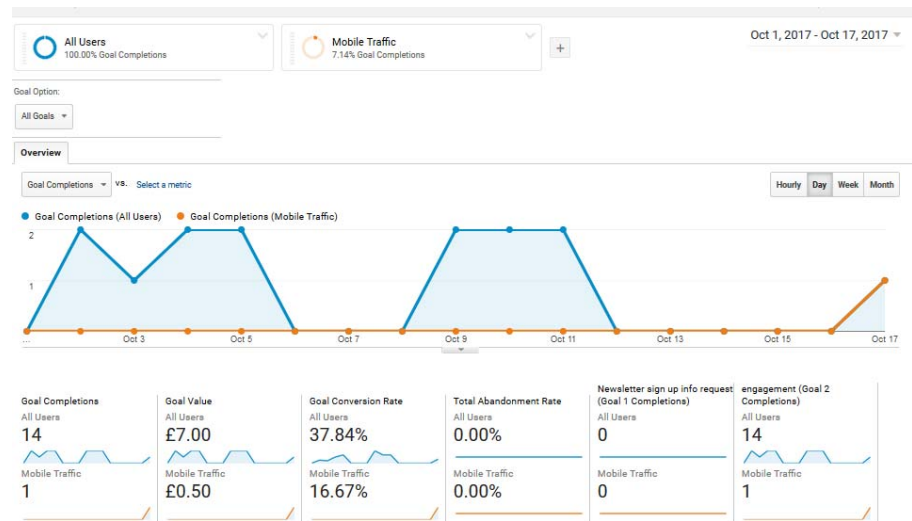 All Users
100.00% Goal Completions
Mobile Traffic
7.14% Goal Completions
+
Oct 1, 2017 - Oct 17, 2017
Goal Option:
All Goals
Overview
Goal Completions vs. Select a metric
Hourly Day Week Month
Goal Completions (All Users) Goal Completions (Mobile Traffic)
2
1
... Oct 3 Oct 5 Oct 7 Oct 9 Oct 11 Oct 13 Oct 15 Oct 17
Goal Completions
All Users
14
Mobile Traffic
1
Goal Value
All Users
£7.00
Mobile Traffic
£0.50
Goal Conversion Rate
All Users
37.84%
Mobile Traffic
16.67%
Total Abandonment Rate
All Users
0.00%
Mobile Traffic
0.00%
Newsletter sign up info request
(Goal 1 Completions)
All Users
0
Mobile Traffic
0
engagement (Goal 2
Completions)
All Users
14
Mobile Traffic
1